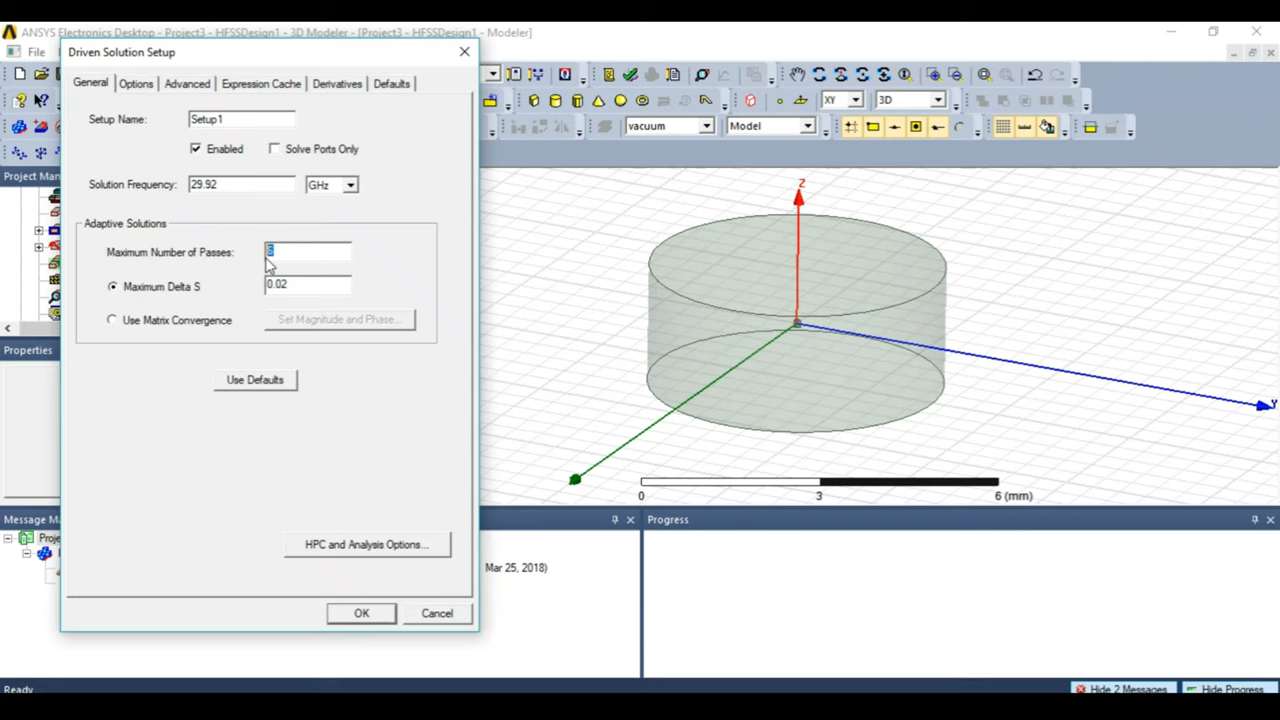 ANSYS Electronics Desktop - Project3 - HFSSDesign1 - 3D Modeler - [Project3 - HFSSDesign1 - Modeler]
File
Driven Solution Setup
General Options Advanced Expression Cache Derivatives Defaults
Setup Name: Setup1
Enabled Solve Ports Only
Solution Frequency: 29.92 GHz
Adaptive Solutions
Maximum Number of Passes: 6
Maximum Delta S 0.02
Use Matrix Convergence Set Magnitude and Phase...
Use Defaults
HPC and Analysis Options...
OK Cancel
XY 3D
vacuum Model
Project Man
Properties
Z
Y
0 3 6 (mm)
Message Ma
Proje
Mar 25, 2018)
Progress
Ready
Hide 2 Messages Hide Progress